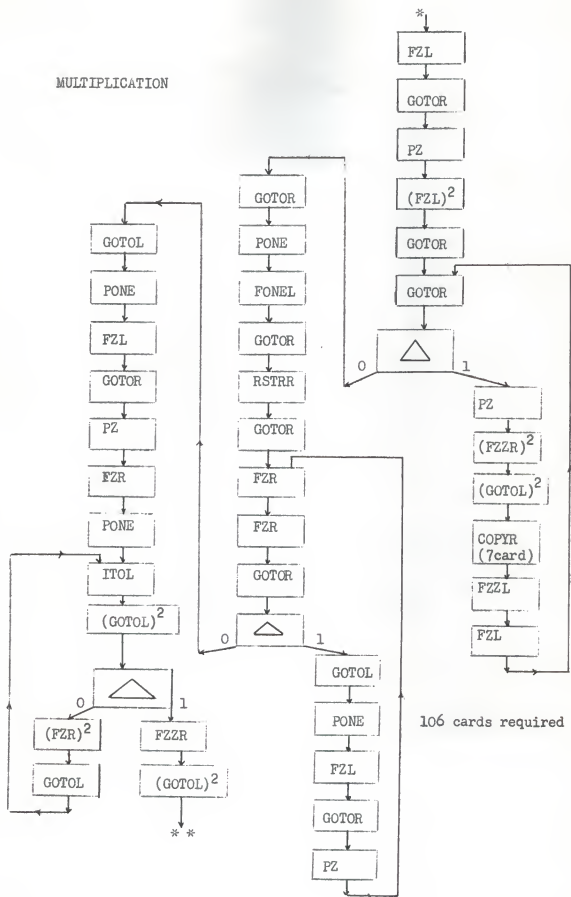 MULTIPLICATION
*
FZL
GOTOR
PZ
(FZL)²
GOTOR
GOTOR
0 1
PZ
(FZZR)²
(GOTOL)²
COPYR
(7card)
FZZL
FZL
GOTOR
PONE
FONEL
GOTOR
RSTRR
GOTOR
FZR
FZR
GOTOR
0 1
GOTOL
PONE
FZL
GOTOR
PZ
GOTOL
PONE
FZL
GOTOR
PZ
FZR
PONE
ITOL
(GOTOL)²
0 1
(FZR)²
GOTOL
FZZR
(GOTOL)²
* *
106 cards required